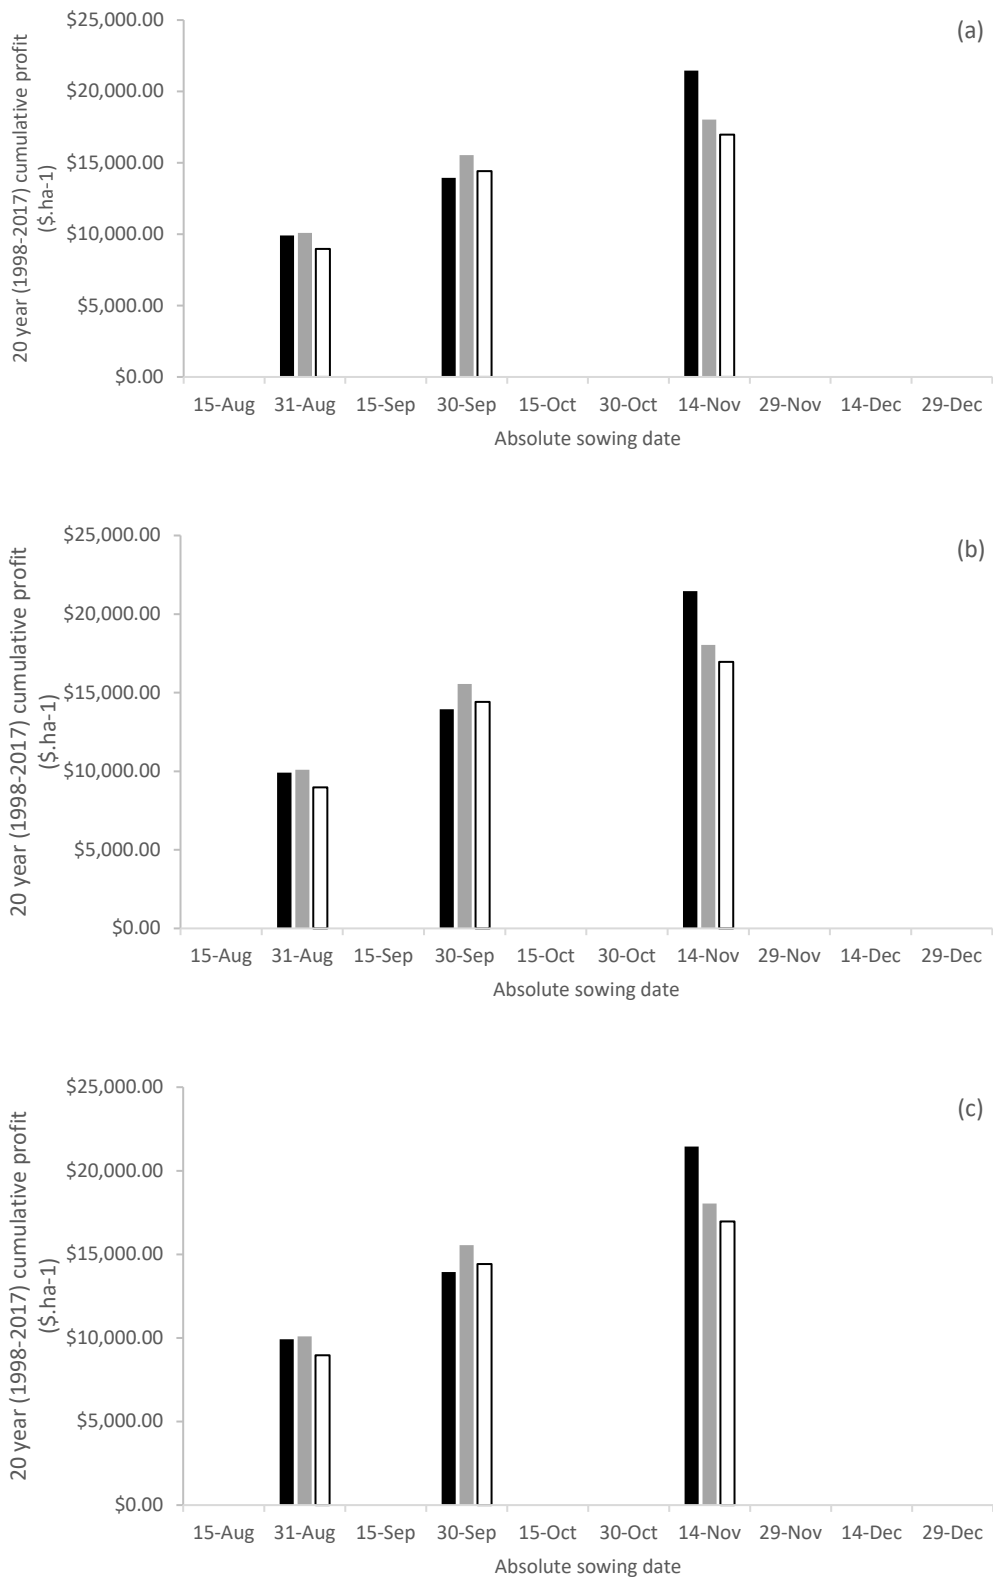 (a)
20 year (1998-2017) cumulative profit
($.ha-1)
$25,000.00
$20,000.00
$15,000.00
$10,000.00
$5,000.00
$0.00
15-Aug 31-Aug 15-Sep 30-Sep 15-Oct 30-Oct 14-Nov 29-Nov 14-Dec 29-Dec
Absolute sowing date
(b)
20 year (1998-2017) cumulative profit
($.ha-1)
$25,000.00
$20,000.00
$15,000.00
$10,000.00
$5,000.00
$0.00
15-Aug 31-Aug 15-Sep 30-Sep 15-Oct 30-Oct 14-Nov 29-Nov 14-Dec 29-Dec
Absolute sowing date
(c)
20 year (1998-2017) cumulative profit
($.ha-1)
$25,000.00
$20,000.00
$15,000.00
$10,000.00
$5,000.00
$0.00
15-Aug 31-Aug 15-Sep 30-Sep 15-Oct 30-Oct 14-Nov 29-Nov 14-Dec 29-Dec
Absolute sowing date